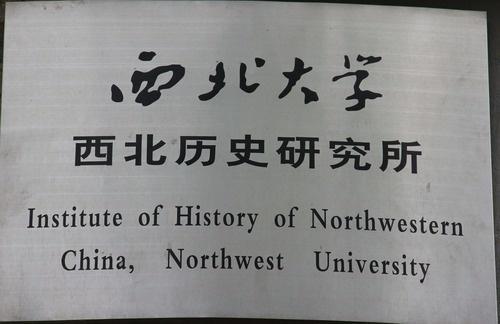 西北大学
西北历史研究所
Institute of History of Northwestern
China, Northwest University